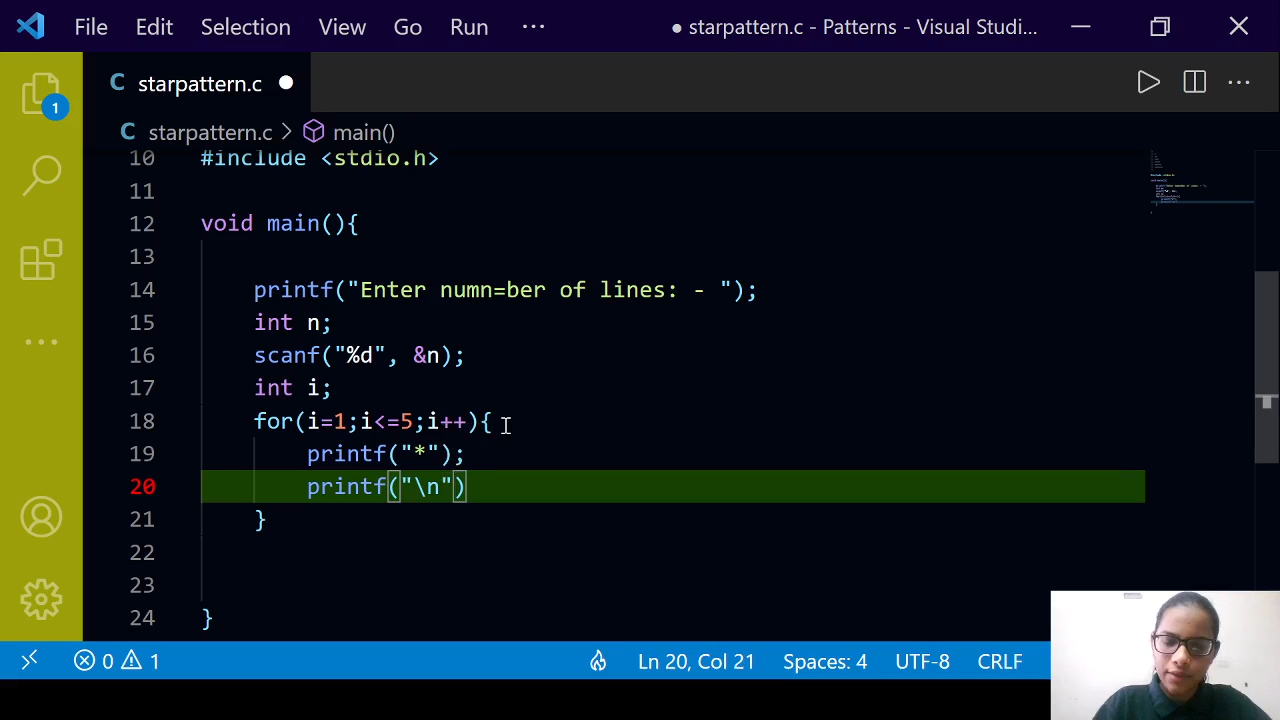 File Edit Selection View Go Run ··· ● starpattern.c - Patterns - Visual Studi...
C starpattern.c ●
C starpattern.c > main()
1
10 #include <stdio.h>
11
12 void main(){
13
14 printf("Enter numn=ber of lines: - ");
15 int n;
16 scanf("%d", &n);
17 int i;
18 for(i=1;i<=5;i++){
19 printf("*");
20 printf("\n")
21 }
22
23
24 }
0 1 Ln 20, Col 21 Spaces: 4 UTF-8 CRLF